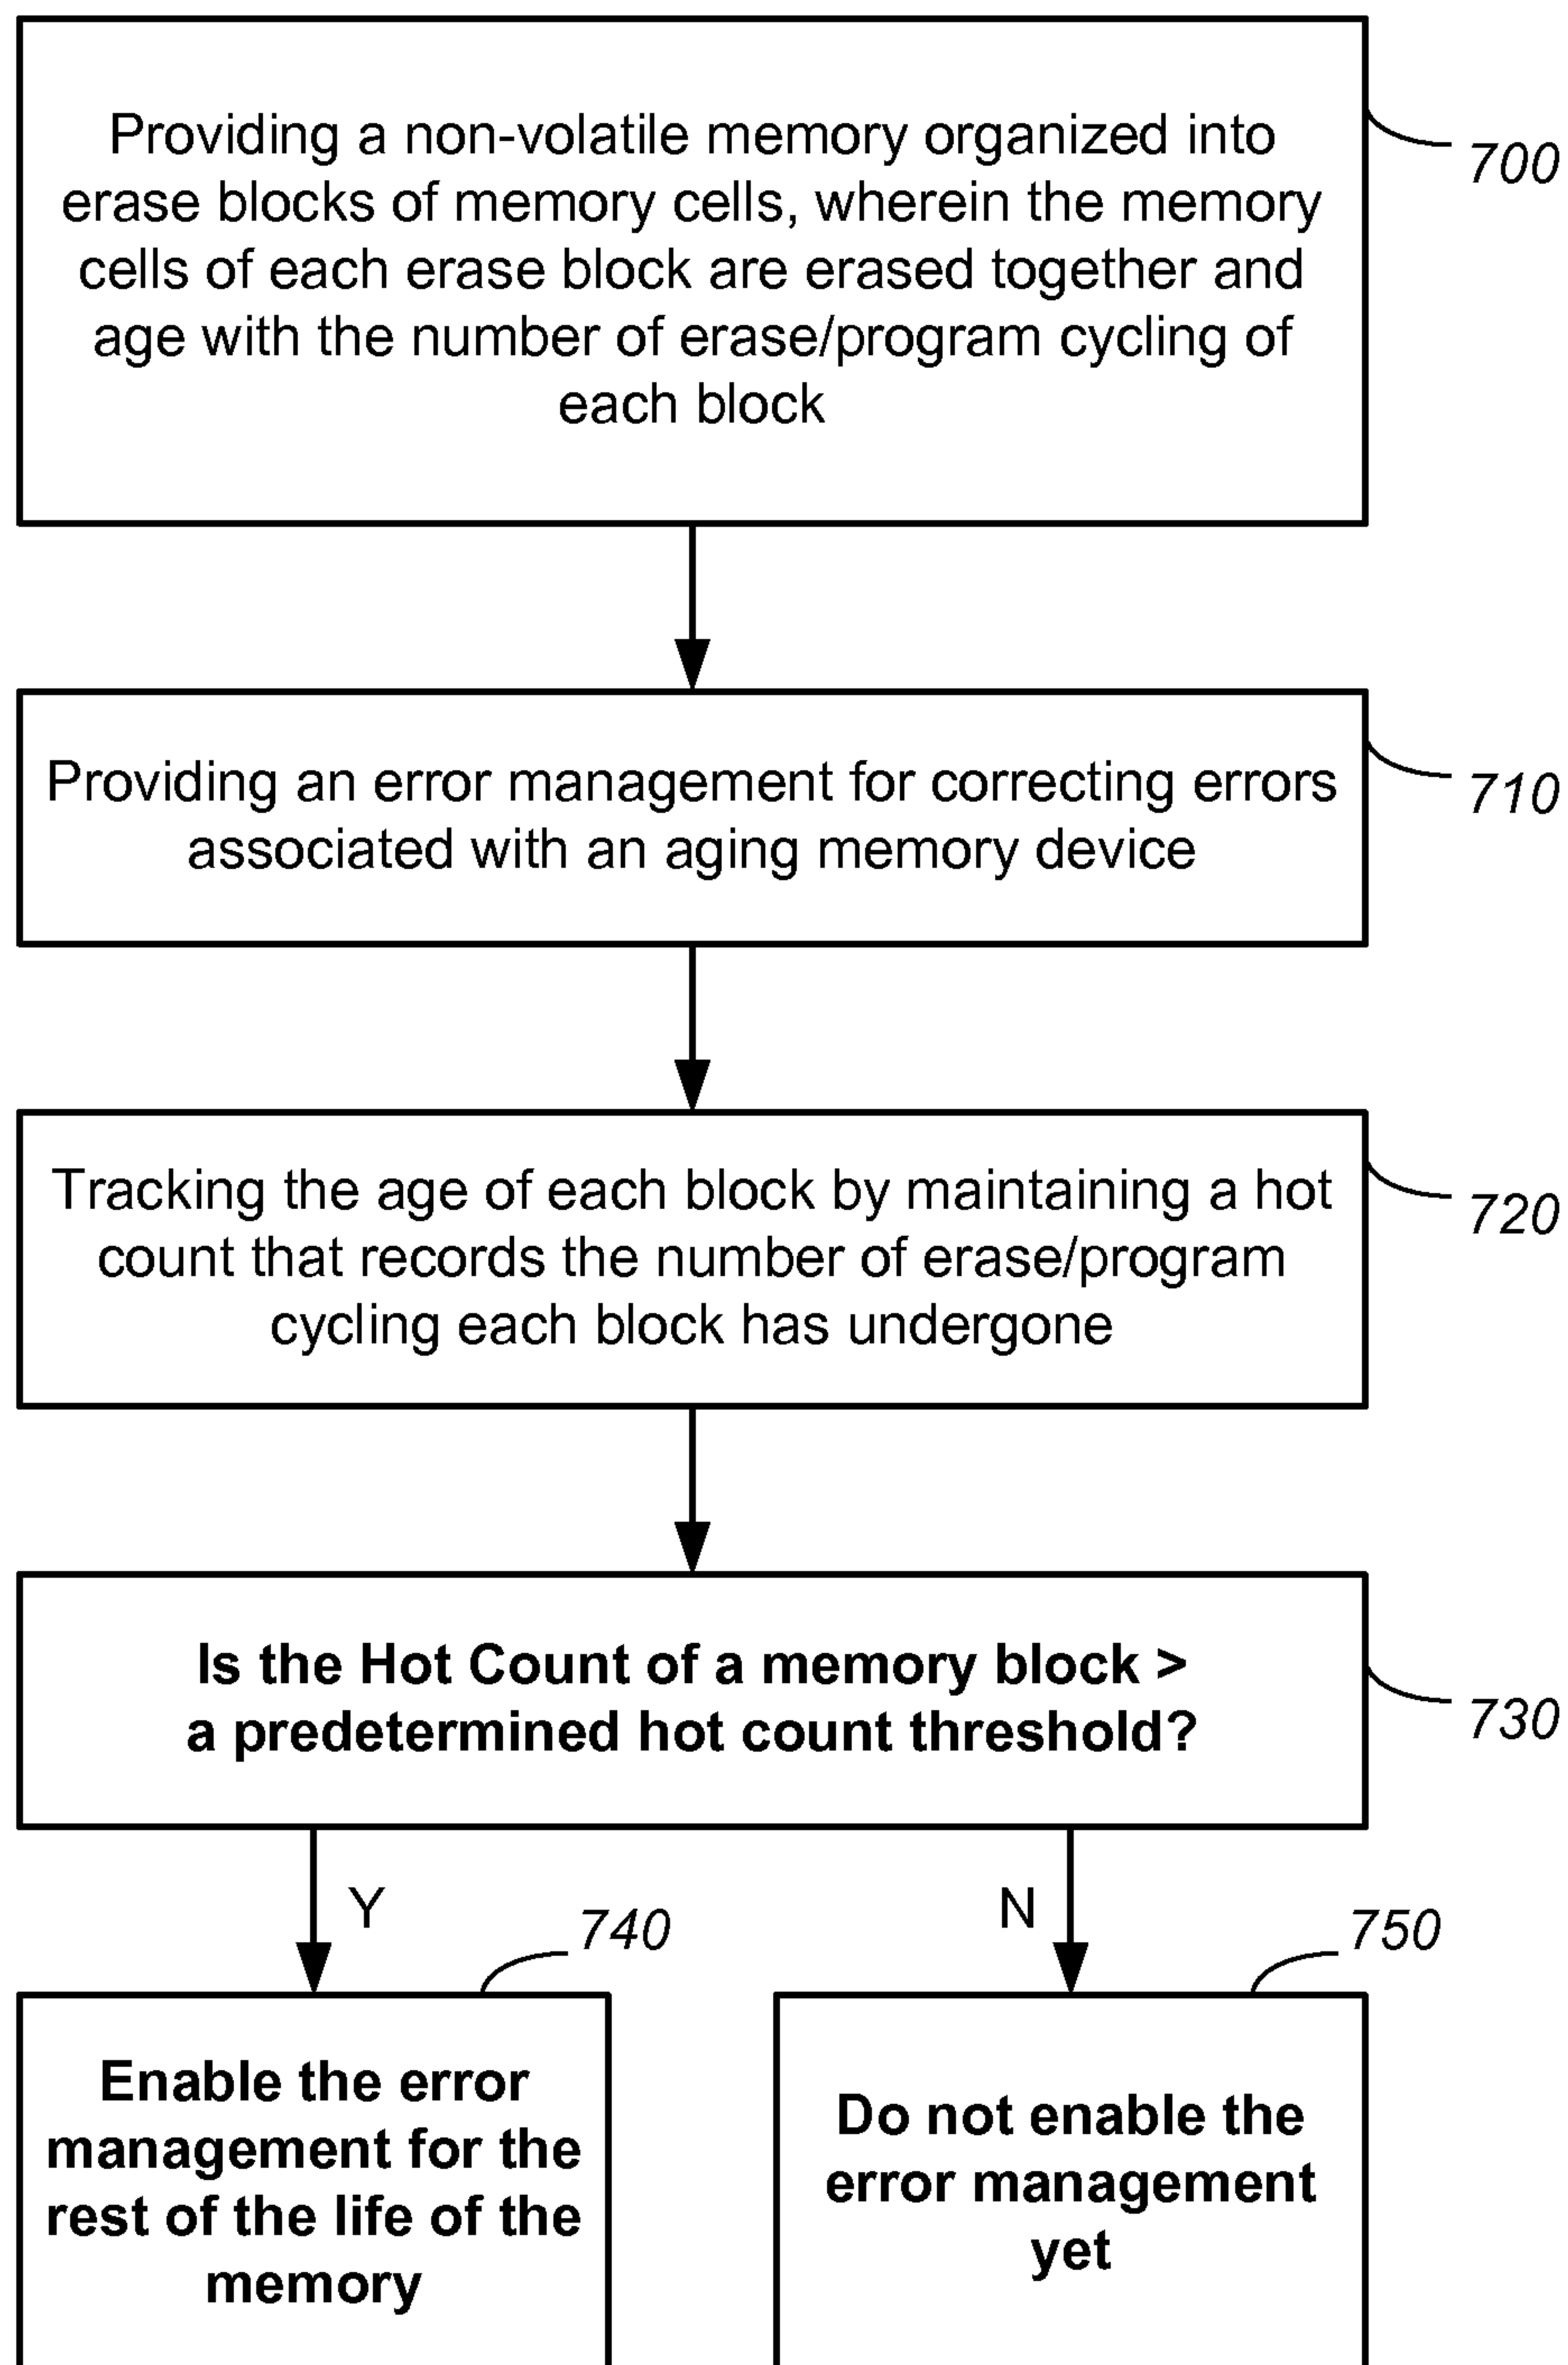 Providing a non-volatile memory organized into
erase blocks of memory cells, wherein the memory
cells of each erase block are erased together and
age with the number of erase/program cycling of
each block
700
Providing an error management for correcting errors
associated with an aging memory device
710
Tracking the age of each block by maintaining a hot
count that records the number of erase/program
cycling each block has undergone
720
Is the Hot Count of a memory block >
a predetermined hot count threshold?
730
Y
740
Enable the error
management for the
rest of the life of the
memory
N
750
Do not enable the
error management
yet